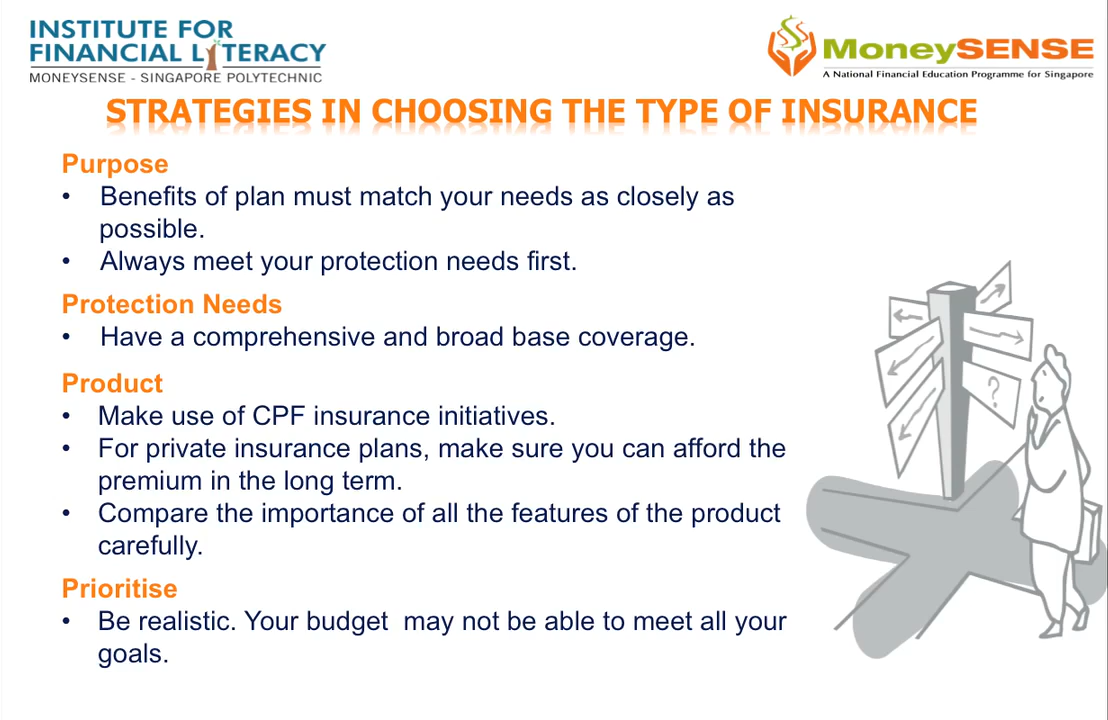 INSTITUTE FOR
FINANCIAL LITERACY
MONEYSENSE - SINGAPORE POLYTECHNIC
MoneySENSE
A National Financial Education Programme for Singapore
STRATEGIES IN CHOOSING THE TYPE OF INSURANCE
Purpose
• Benefits of plan must match your needs as closely as
possible.
• Always meet your protection needs first.
Protection Needs
• Have a comprehensive and broad base coverage.
Product
• Make use of CPF insurance initiatives.
• For private insurance plans, make sure you can afford the
premium in the long term.
• Compare the importance of all the features of the product
carefully.
Prioritise
• Be realistic. Your budget  may not be able to meet all your
goals.
?